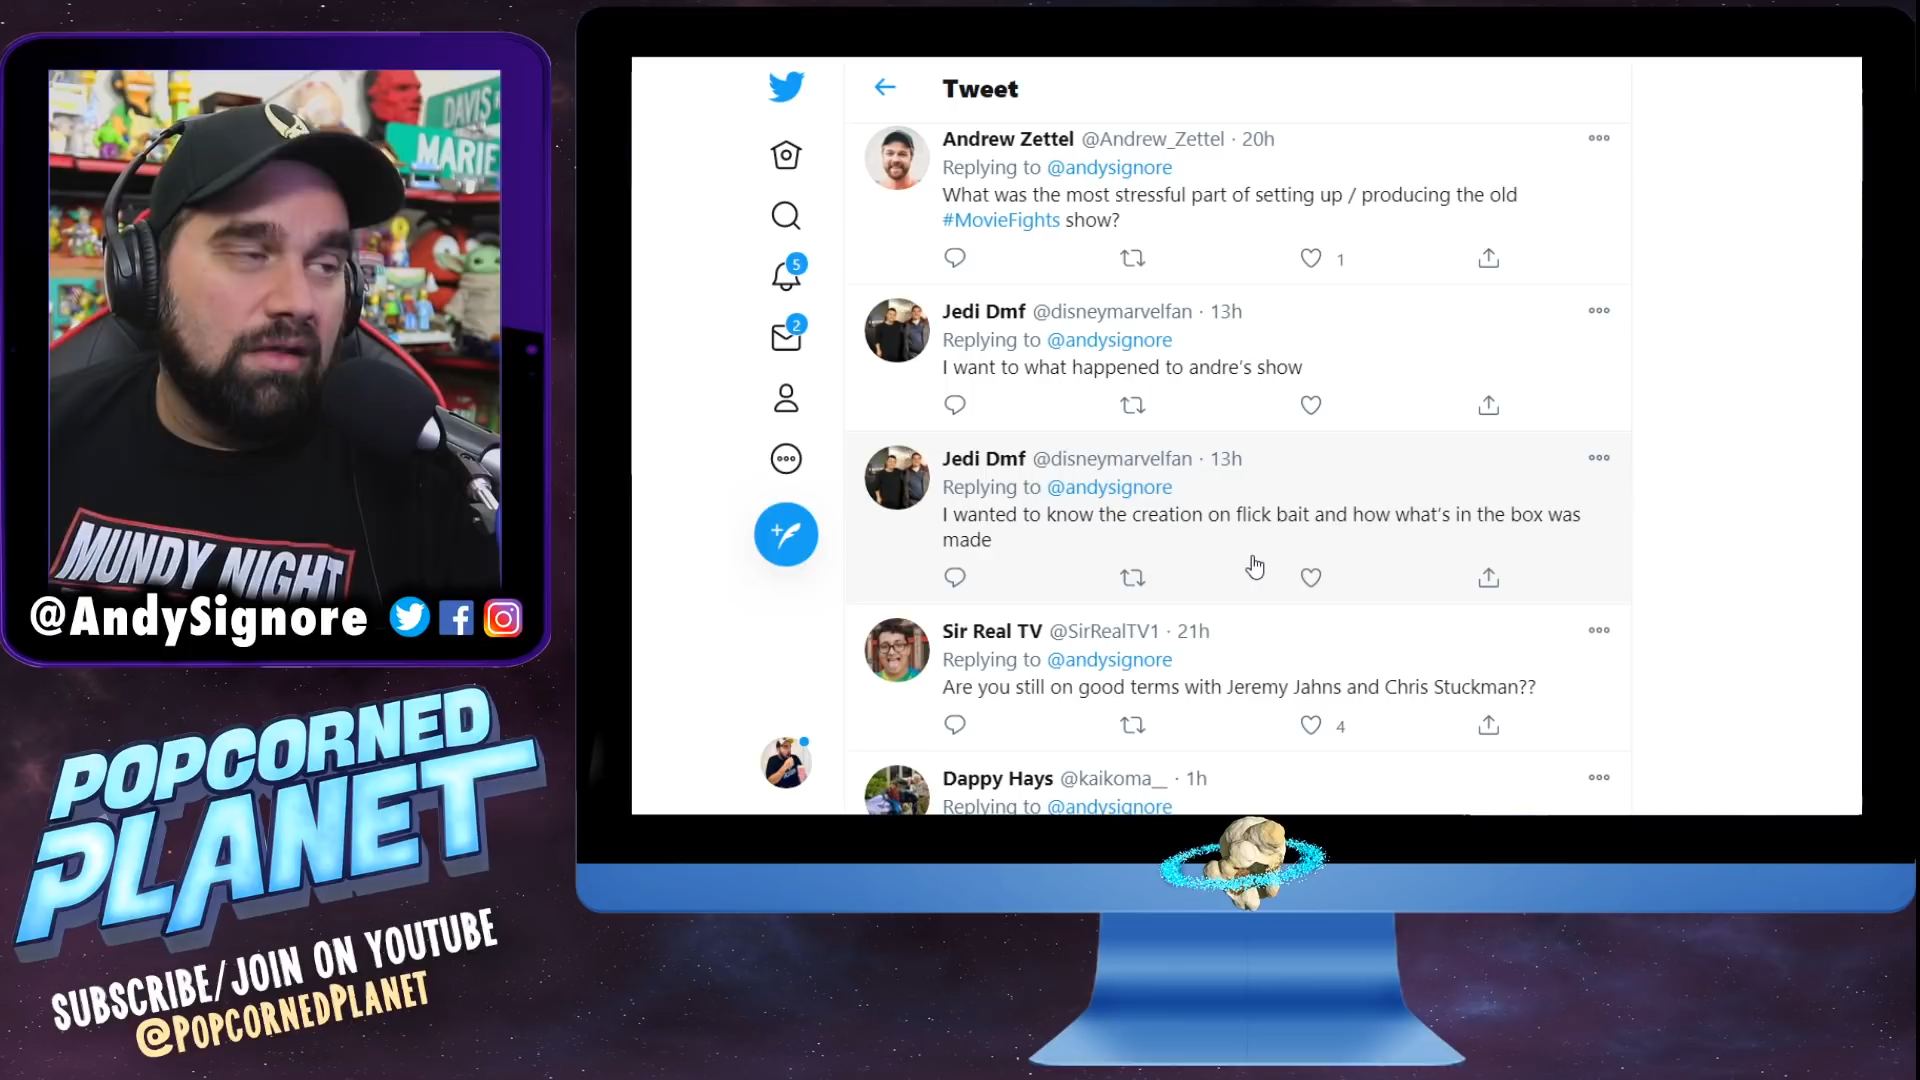 DAVIS
MARIE
MUNDY NIGHT
@AndySignore
POPCORNED
PLANET
SUBSCRIBE/JOIN ON YOUTUBE
@POPCORNEDPLANET
5
2
Tweet
Andrew Zettel @Andrew_Zettel · 20h
Replying to @andysignore
What was the most stressful part of setting up / producing the old
#MovieFights show?
1
Jedi Dmf @disneymarvelfan · 13h
Replying to @andysignore
I want to what happened to andre's show
Jedi Dmf @disneymarvelfan · 13h
Replying to @andysignore
I wanted to know the creation on flick bait and how what's in the box was
made
Sir Real TV @SirRealTV1 · 21h
Replying to @andysignore
Are you still on good terms with Jeremy Jahns and Chris Stuckman??
4
Dappy Hays @kaikoma__ · 1h
Replying to @andysignore